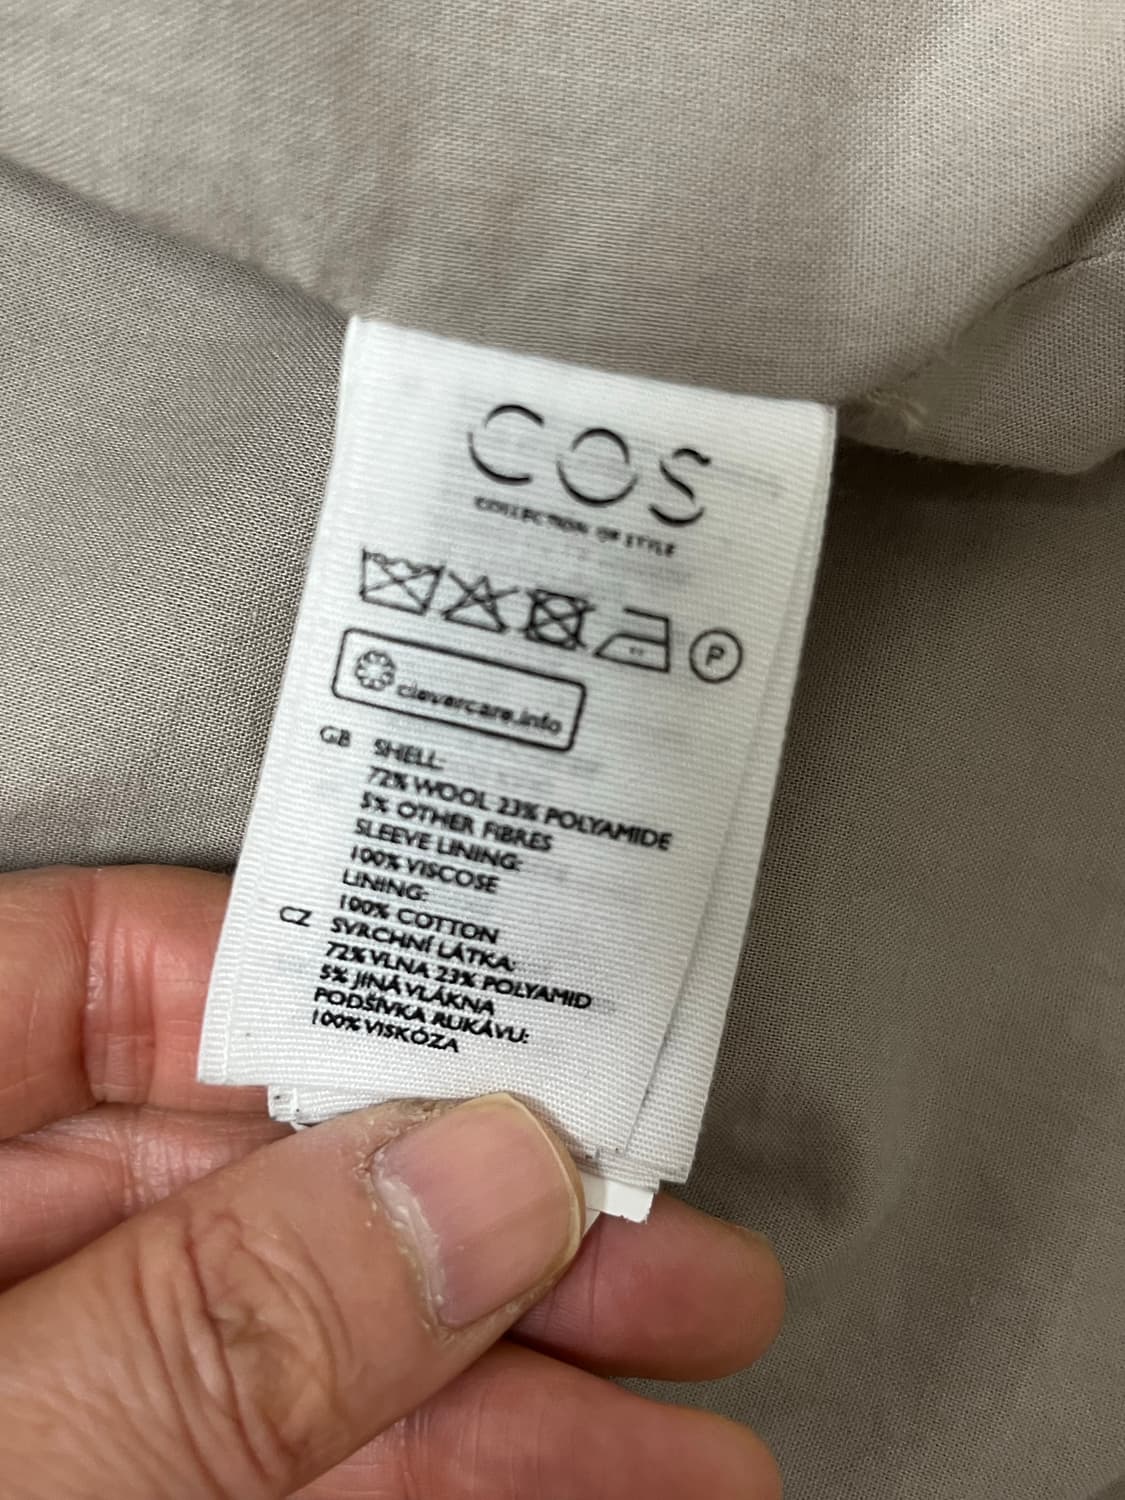 COS
COLLECTION OF STYLE
P
clevercare.info
GB SHELL:
72% WOOL 23% POLYAMIDE
5% OTHER FIBRES
SLEEVE LINING:
100% VISCOSE
LINING:
100% COTTON
CZ SVRCHNÍ LÁTKA:
72% VLNA 23% POLYAMID
5% JINÁ VLÁKNA
PODŠÍVKA RUKÁVU:
100% VISKÓZA